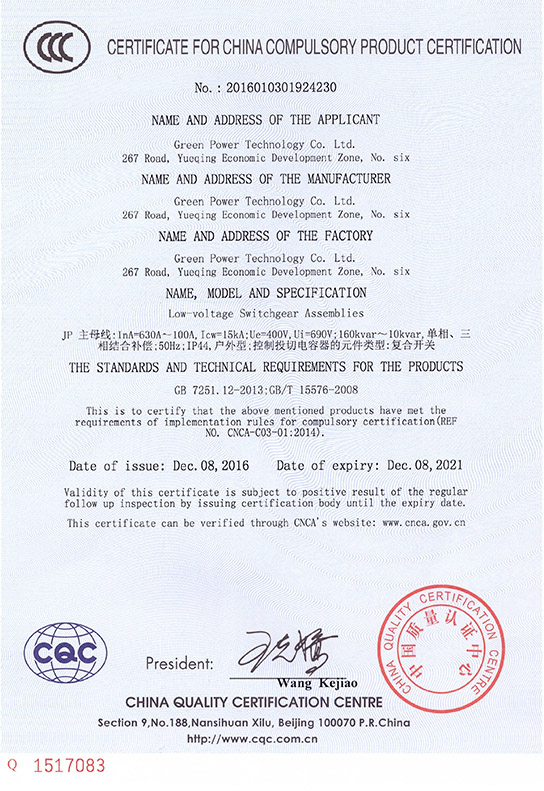 CERTIFICATE FOR CHINA COMPULSORY PRODUCT CERTIFICATION
No.: 2016010301924230
NAME AND ADDRESS OF THE APPLICANT
Green Power Technology Co. Ltd.
267 Road, Yueqing Economic Development Zone, No. six
NAME AND ADDRESS OF THE MANUFACTURER
Green Power Technology Co. Ltd.
267 Road, Yueqing Economic Development Zone, No. six
NAME AND ADDRESS OF THE FACTORY
Green Power Technology Co. Ltd.
267 Road, Yueqing Economic Development Zone, No. six
NAME, MODEL AND SPECIFICATION
Low-voltage Switchgear Assemblies
JP 主母线:InA=630A~100A,Icw=15kA;Ue=400V,Ui=690V;160kvar~10kvar,单相、三
相结合补偿;50Hz;IP44,户外型;控制投切电容器的元件类型:复合开关
THE STANDARDS AND TECHNICAL REQUIREMENTS FOR THE PRODUCTS
GB 7251.12-2013;GB/T 15576-2008
This is to certify that the above mentioned products have met the
requirements of implementation rules for compulsory certification(REF
NO. CNCA-C03-01:2014).
Date of issue: Dec.08,2016 Date of expiry: Dec.08,2021
Validity of this certificate is subject to positive result of the regular
follow up inspection by issuing certification body until the expiry date.
This certificate can be verified through CNCA's website: www.cnca.gov.cn
CHINA QUALITY CERTIFICATION CENTRE
中国质量认证中心
CQC
President:
王克娇
Wang Kejiao
CHINA QUALITY CERTIFICATION CENTRE
Section 9,No.188,Nansihuan Xilu, Beijing 100070 P.R.China
http://www.cqc.com.cn
Q 1517083